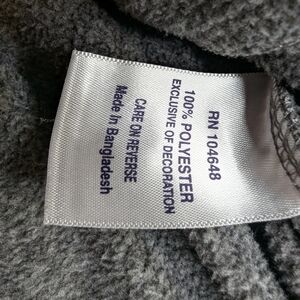 RN 104648
100% POLYESTER
EXCLUSIVE OF DECORATION
CARE ON REVERSE
Made In Bangladesh